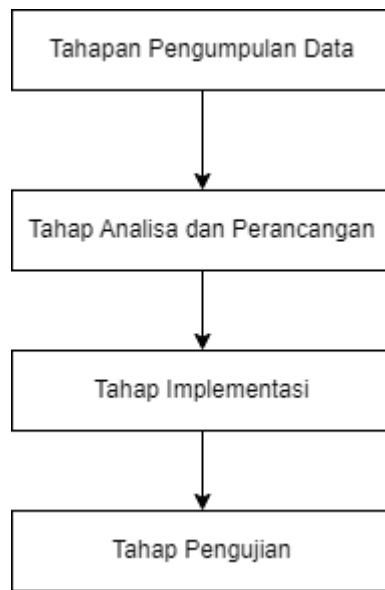 Tahapan Pengumpulan Data
Tahap Analisa dan Perancangan
Tahap Implementasi
Tahap Pengujian